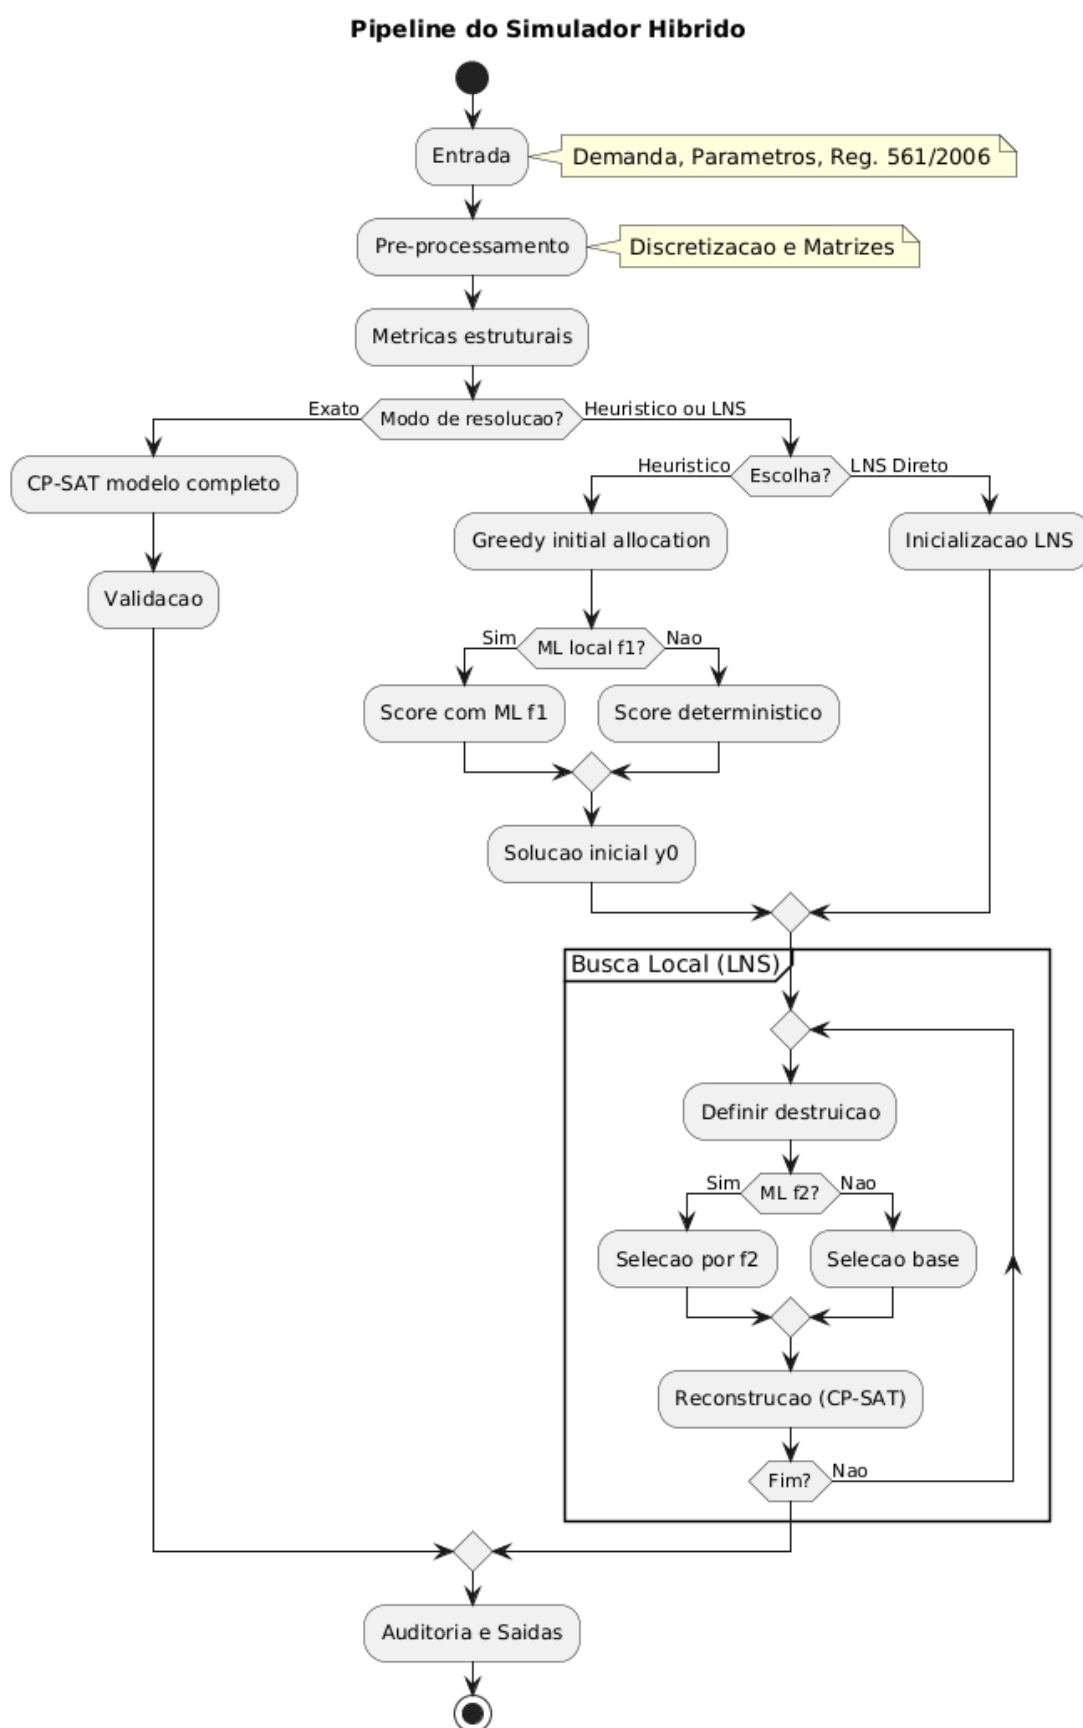 Pipeline do Simulador Hibrido
Entrada
Demanda, Parametros, Reg. 561/2006
Pre-processamento
Discretizacao e Matrizes
Metricas estruturais
Modo de resolucao?
Exato
Heuristico ou LNS
CP-SAT modelo completo
Validacao
Escolha?
Heuristico
LNS Direto
Greedy initial allocation
Inicializacao LNS
ML local f1?
Sim
Nao
Score com ML f1
Score deterministico
Solucao inicial y0
Busca Local (LNS)
Definir destruicao
ML f2?
Sim
Nao
Selecao por f2
Selecao base
Reconstrucao (CP-SAT)
Fim?
Nao
Auditoria e Saidas